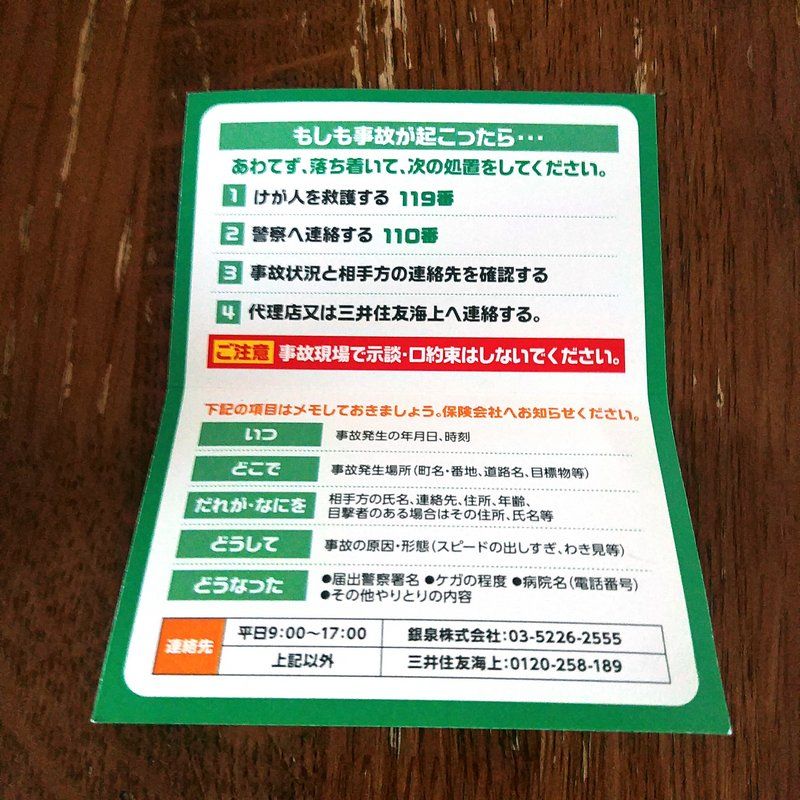 もしも事故が起こったら・・・
あわてず、落ち着いて、次の処置をしてください。
1 けが人を救護する 119番
2 警察へ連絡する 110番
3 事故状況と相手方の連絡先を確認する
4 代理店又は三井住友海上へ連絡する。
ご注意 事故現場で示談・口約束はしないでください。
下記の項目はメモしておきましょう。保険会社へお知らせください。
いつ 事故発生の年月日、時刻
どこで 事故発生場所(町名・番地、道路名、目標物等)
だれが・なにを 相手方の氏名、連絡先、住所、年齢、
目撃者のある場合はその住所、氏名等
どうして 事故の原因・形態(スピードの出しすぎ、わき見等)
どうなった ●届出警察署名 ●ケガの程度 ●病院名(電話番号)
●その他やりとりの内容
連絡先 平日9:00〜17:00 銀泉株式会社:03-5226-2555
上記以外 三井住友海上:0120-258-189